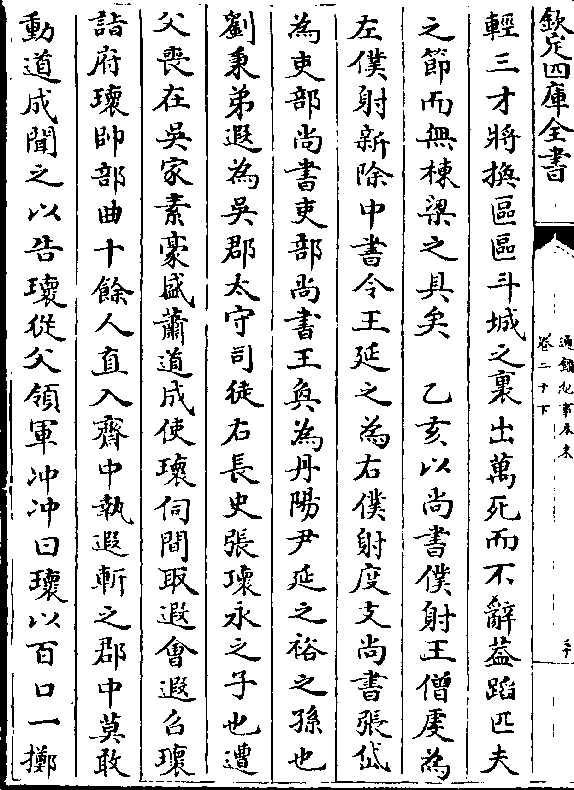 欽定四庫全書
通鑑紀事本末
卷二十下
輕三才將換區區斗城之裏出萬死而不辭葢蹈匹夫
之節而無棟梁之具矣　乙亥以尚書僕射王僧虔為
左僕射新除中書令王延之為右僕射度支尚書張岱
為吏部尚書吏部尚書王奐為丹陽尹延之裕之孫也
劉秉弟遐為吳郡太守司徒右長史張瓌永之子也遭
父喪在吳家素豪盛蕭道成使瓌伺間取遐㑹遐召瓌
詣府瓌帥部曲十餘人直入齋中執遐斬之郡中莫敢
動道成聞之以告瓌從父領軍冲冲曰瓌以百口一擲